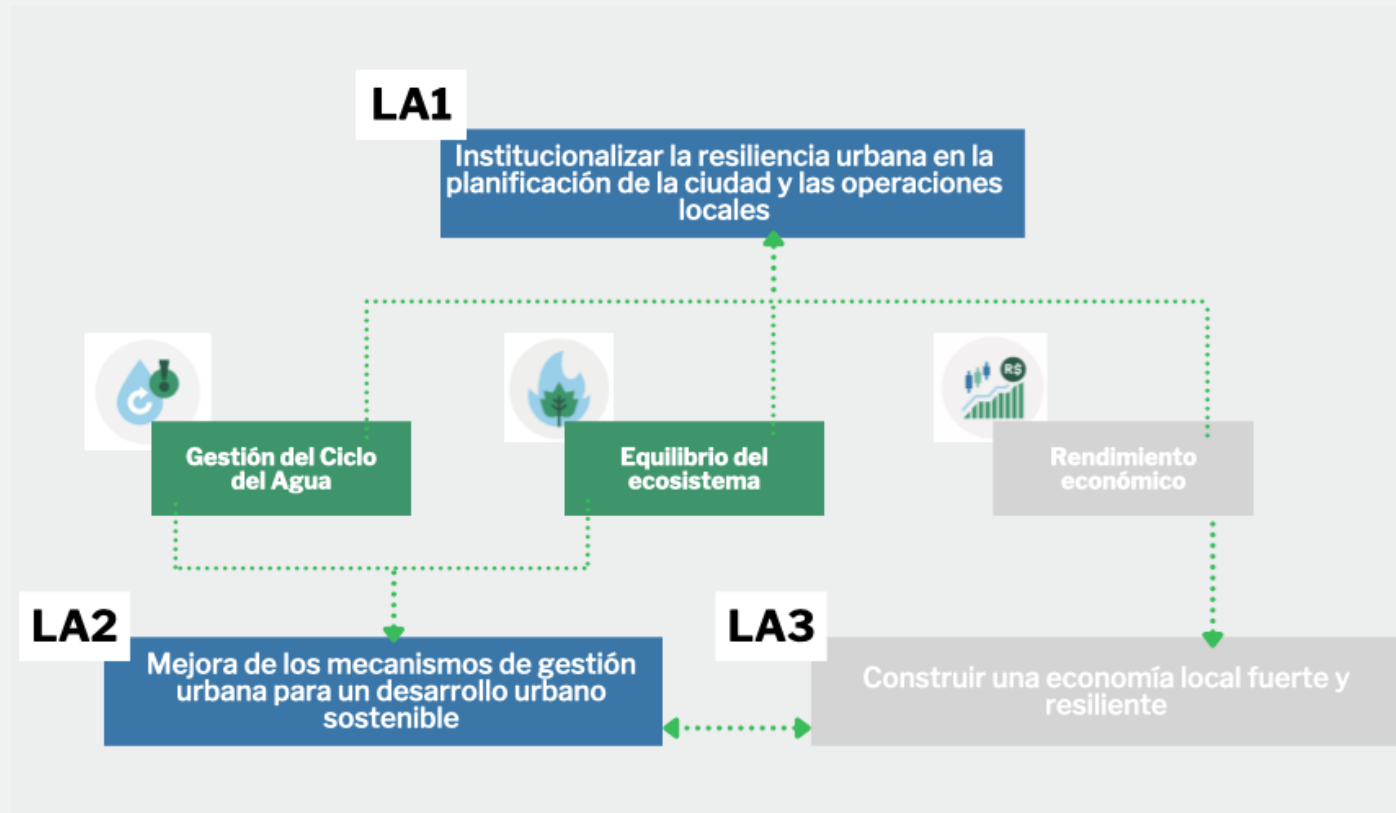 LA1
Institucionalizar la resiliencia urbana en la
planificación de la ciudad y las operaciones
locales
R$
Gestión del Ciclo
del Agua
Equilibrio del
ecosistema
Rendimiento
económico
LA2
Mejora de los mecanismos de gestión
urbana para un desarrollo urbano
sostenible
LA3
Construir una economía local fuerte y
resiliente